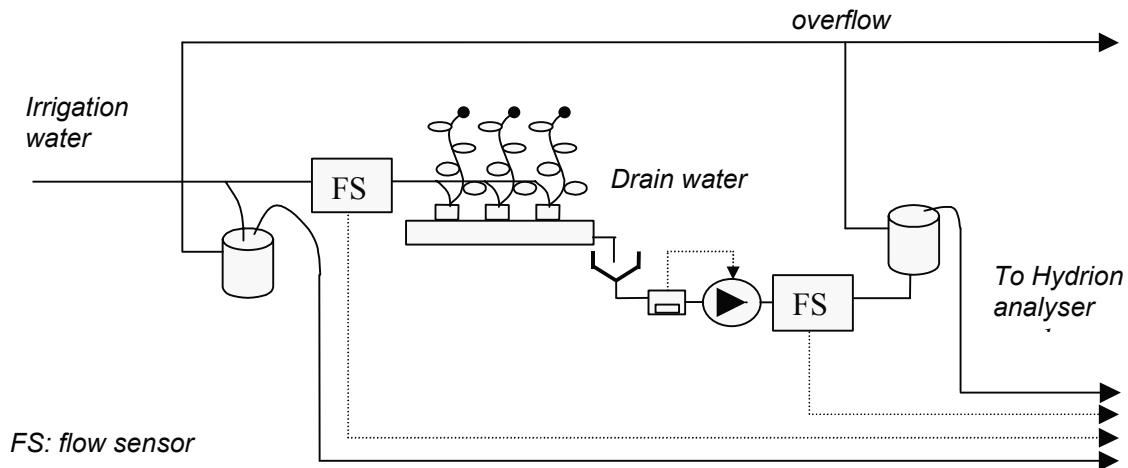 overflow
Irrigation
water
FS
Drain water
FS
To Hydrion
analyser
FS: flow sensor